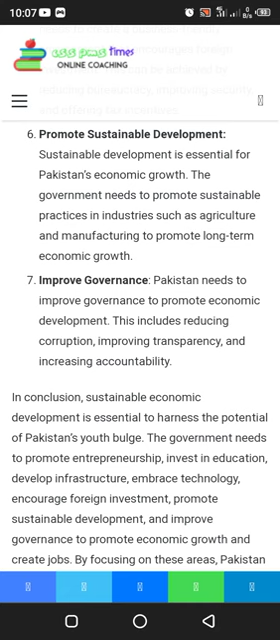 10:07
0
B/s
93
Times
ONLINE COACHING
6. Promote Sustainable Development:
Sustainable development is essential for
Pakistan's economic growth. The
government needs to promote sustainable
practices in industries such as agriculture
and manufacturing to promote long-term
economic growth.
7. Improve Governance: Pakistan needs to
improve governance to promote economic
development. This includes reducing
corruption, improving transparency, and
increasing accountability.
In conclusion, sustainable economic
development is essential to harness the potential
of Pakistan's youth bulge. The government needs
to promote entrepreneurship, invest in education,
develop infrastructure, embrace technology,
encourage foreign investment, promote
sustainable development, and improve
governance to promote economic growth and
create jobs. By focusing on these areas, Pakistan